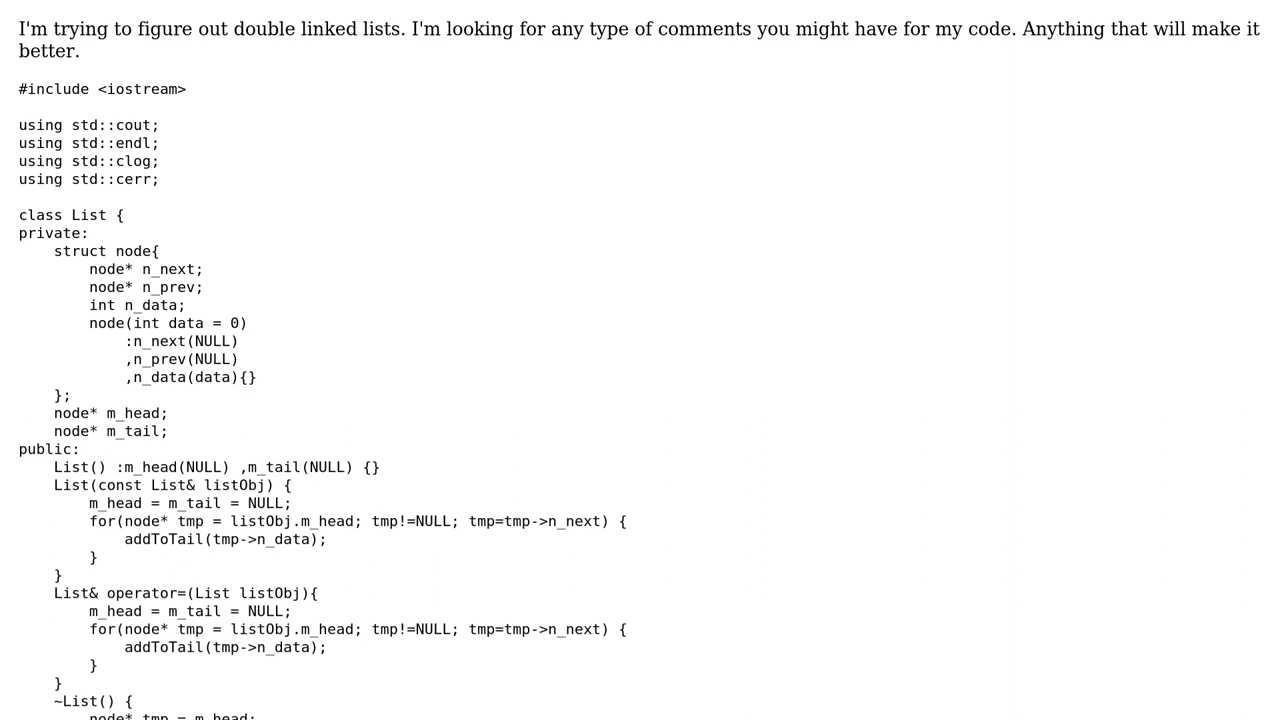 I'm trying to figure out double linked lists. I'm looking for any type of comments you might have for my code. Anything that will make it
better.
#include <iostream>
using std::cout;
using std::endl;
using std::clog;
using std::cerr;
class List {
private:
    struct node{
        node* n_next;
        node* n_prev;
        int n_data;
        node(int data = 0)
            :n_next(NULL)
            ,n_prev(NULL)
            ,n_data(data){}
    };
    node* m_head;
    node* m_tail;
public:
    List() :m_head(NULL) ,m_tail(NULL) {}
    List(const List& listObj) {
        m_head = m_tail = NULL;
        for(node* tmp = listObj.m_head; tmp!=NULL; tmp=tmp->n_next) {
            addToTail(tmp->n_data);
        }
    }
    List& operator=(List listObj){
        m_head = m_tail = NULL;
        for(node* tmp = listObj.m_head; tmp!=NULL; tmp=tmp->n_next) {
            addToTail(tmp->n_data);
        }
    }
    ~List() {
        node* tmp = m_head;